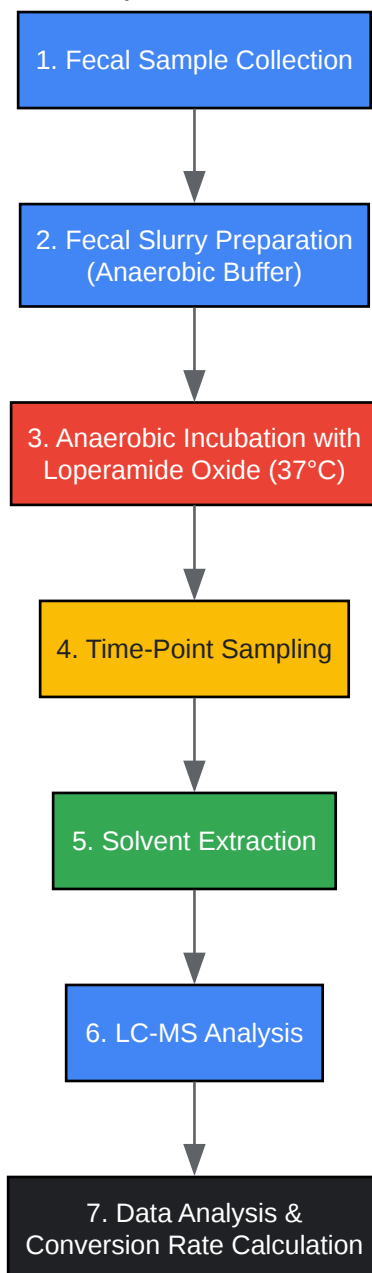 1. Fecal Sample Collection
2. Fecal Slurry Preparation
(Anaerobic Buffer)
3. Anaerobic Incubation with
Loperamide Oxide (37°C)
4. Time-Point Sampling
5. Solvent Extraction
6. LC-MS Analysis
7. Data Analysis &
Conversion Rate Calculation